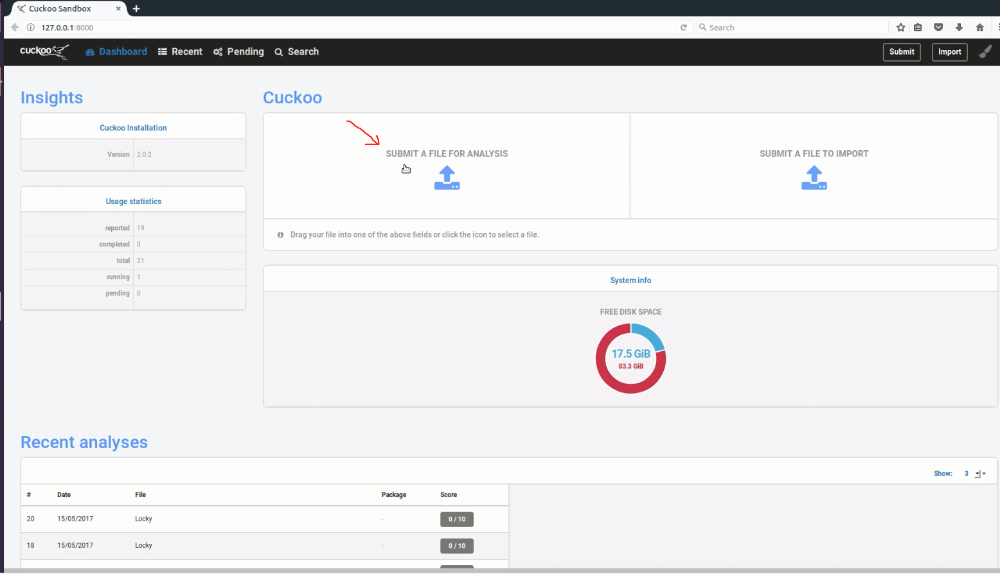 Cuckoo Sandbox
127.0.0.1:8000
Search
cuckoo Dashboard Recent Pending Search Submit Import
Insights
Cuckoo Installation
Version 2.0.2
Usage statistics
reported 19
completed 0
total 21
running 1
pending 0
Cuckoo
SUBMIT A FILE FOR ANALYSIS
SUBMIT A FILE TO IMPORT
Drag your file into one of the above fields or click the icon to select a file.
System info
FREE DISK SPACE
17.5 GiB
83.3 GiB
Recent analyses
Show: 3
# Date File Package Score
20 15/05/2017 Locky - 0 / 10
18 15/05/2017 Locky - 0 / 10